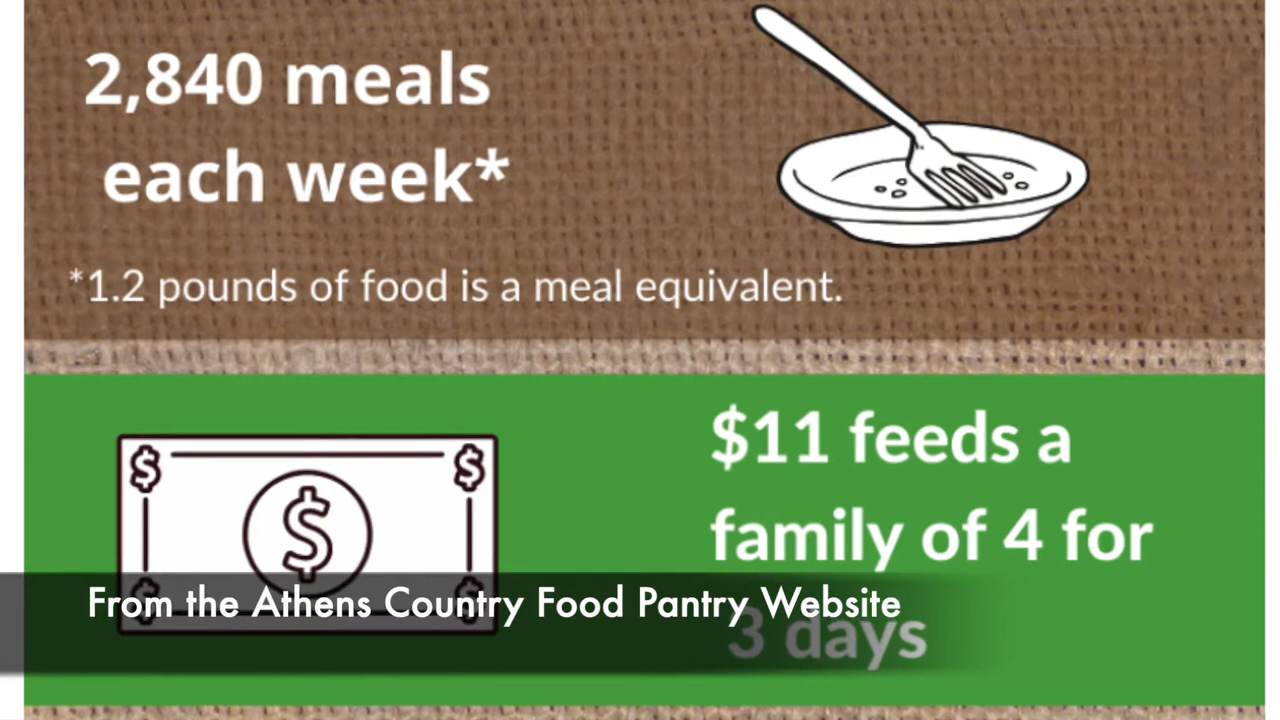 2,840 meals
each week*
*1.2 pounds of food is a meal equivalent.
$11 feeds a
family of 4 for
3 days
$ $
$
From the Athens Country Food Pantry Website